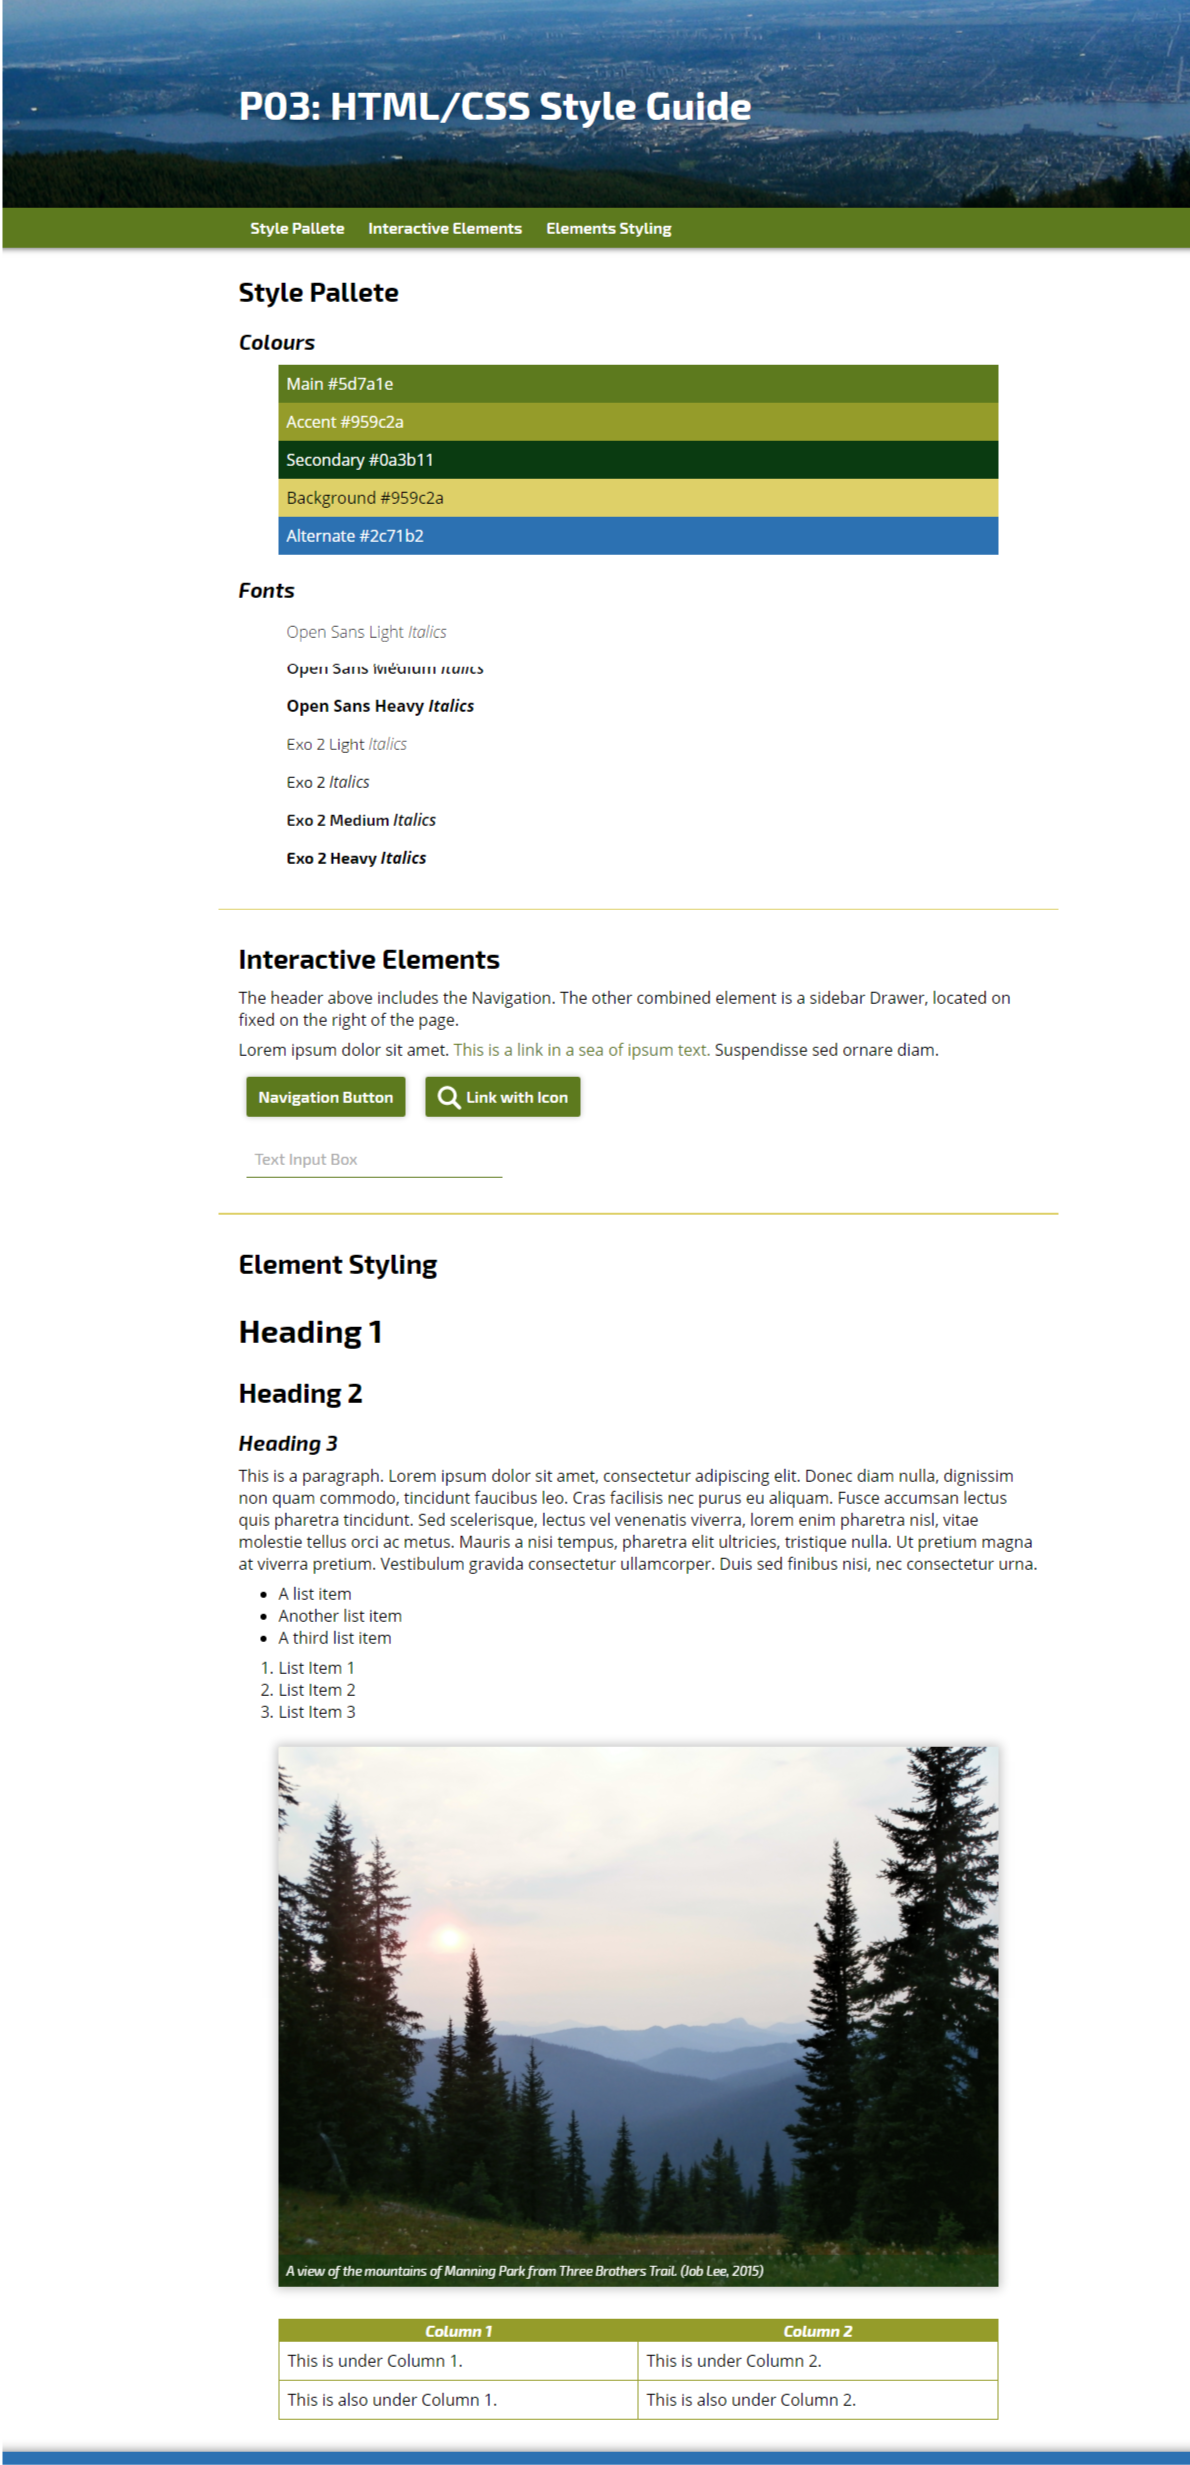 P03: HTML/CSS Style Guide
Style Pallete Interactive Elements Elements Styling
Style Pallete
Colours
Main #5d7a1e
Accent #959c2a
Secondary #0a3b11
Background #959c2a
Alternate #2c71b2
Fonts
Open Sans Light Italics
Open Sans Medium Italics
Open Sans Heavy Italics
Exo 2 Light Italics
Exo 2 Italics
Exo 2 Medium Italics
Exo 2 Heavy Italics
Interactive Elements
The header above includes the Navigation. The other combined element is a sidebar Drawer, located on
fixed on the right of the page.
Lorem ipsum dolor sit amet. This is a link in a sea of ipsum text. Suspendisse sed ornare diam.
Navigation Button Link with Icon
Text Input Box
Element Styling
Heading 1
Heading 2
Heading 3
This is a paragraph. Lorem ipsum dolor sit amet, consectetur adipiscing elit. Donec diam nulla, dignissim
non quam commodo, tincidunt faucibus leo. Cras facilisis nec purus eu aliquam. Fusce accumsan lectus
quis pharetra tincidunt. Sed scelerisque, lectus vel venenatis viverra, lorem enim pharetra nisl, vitae
molestie tellus orci ac metus. Mauris a nisi tempus, pharetra elit ultricies, tristique nulla. Ut pretium magna
at viverra pretium. Vestibulum gravida consectetur ullamcorper. Duis sed finibus nisi, nec consectetur urna.
• A list item
• Another list item
• A third list item
1. List Item 1
2. List Item 2
3. List Item 3
A view of the mountains of Manning Park from Three Brothers Trail. (Job Lee, 2015)
Column 1 Column 2
This is under Column 1. This is under Column 2.
This is also under Column 1. This is also under Column 2.